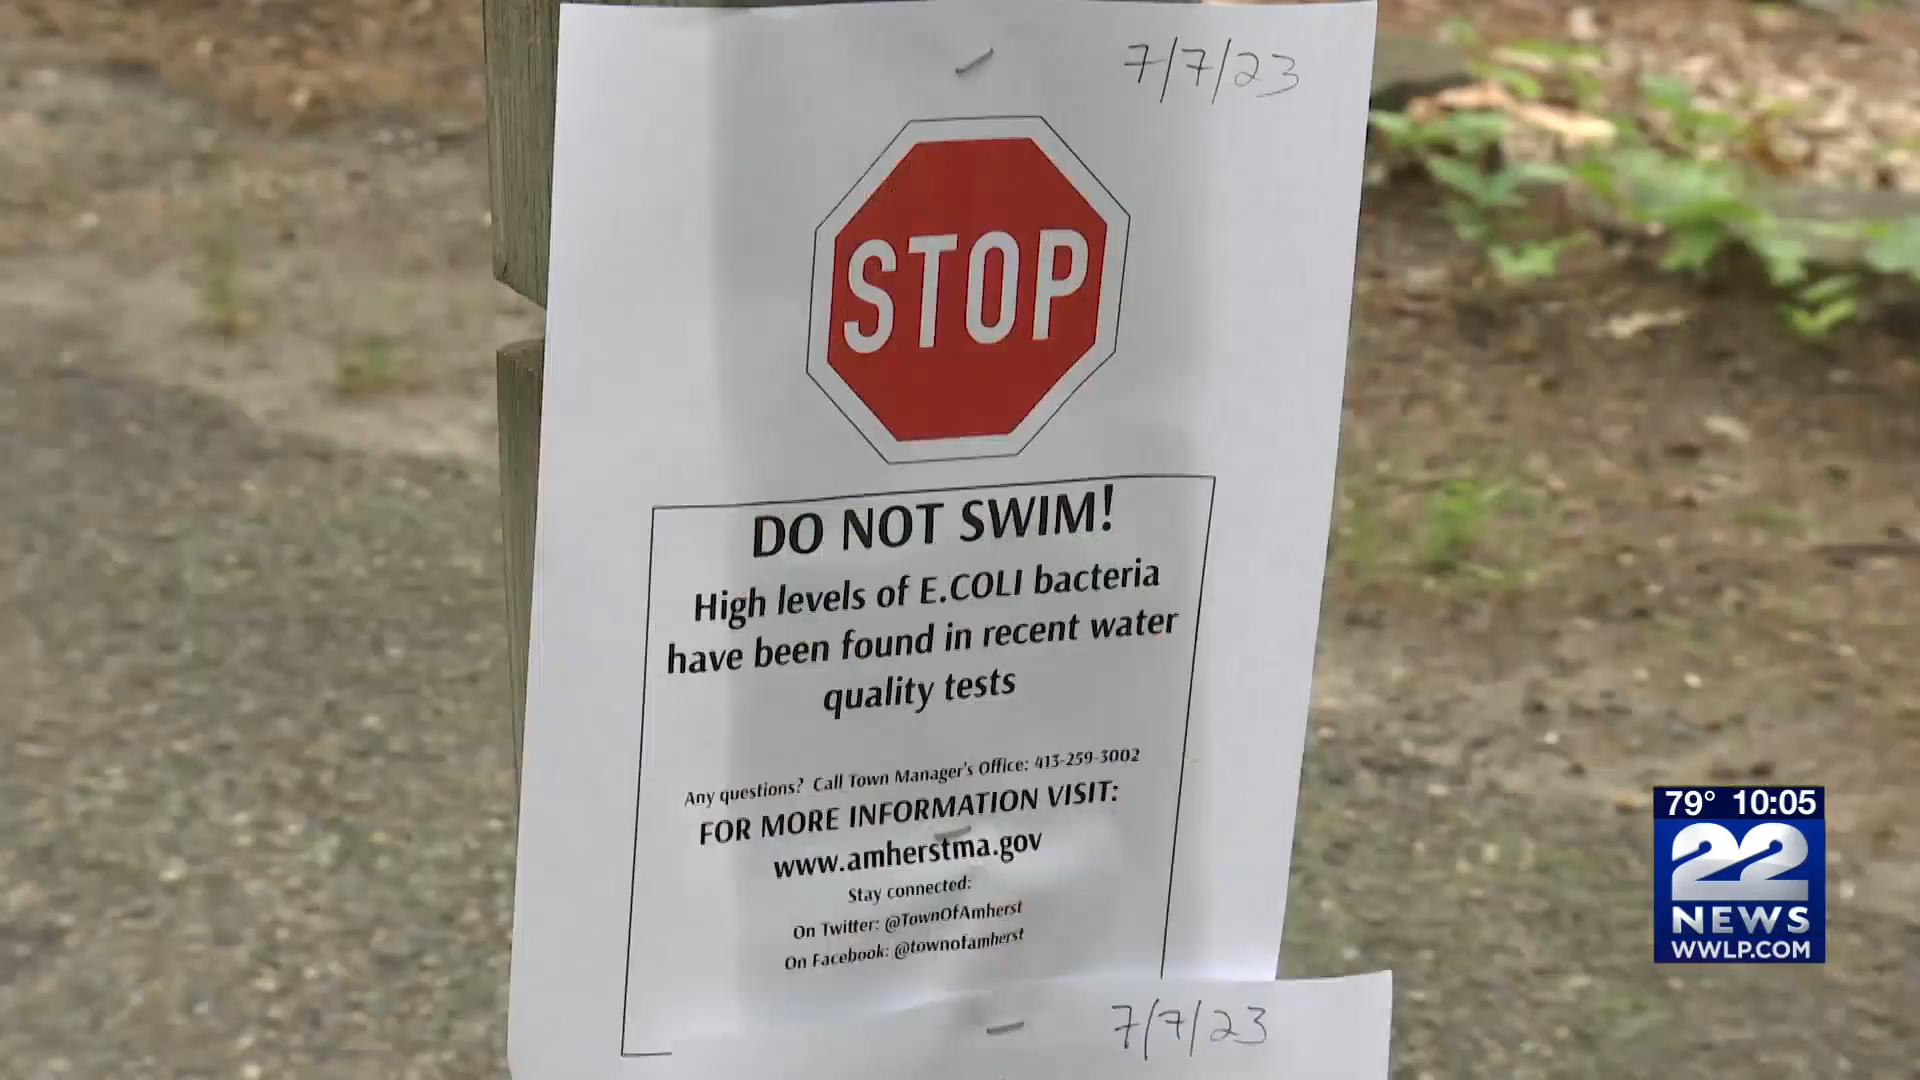 7/7/23
STOP
DO NOT SWIM!
High levels of E.COLI bacteria
have been found in recent water
quality tests
Any questions? Call Town Manager's Office: 413-259-3002
FOR MORE INFORMATION VISIT:
www.amherstma.gov
Stay connected:
On Twitter: @TownOfAmherst
On Facebook: @townofamherst
7/7/23
79° 10:05
22
NEWS
WWLP.COM